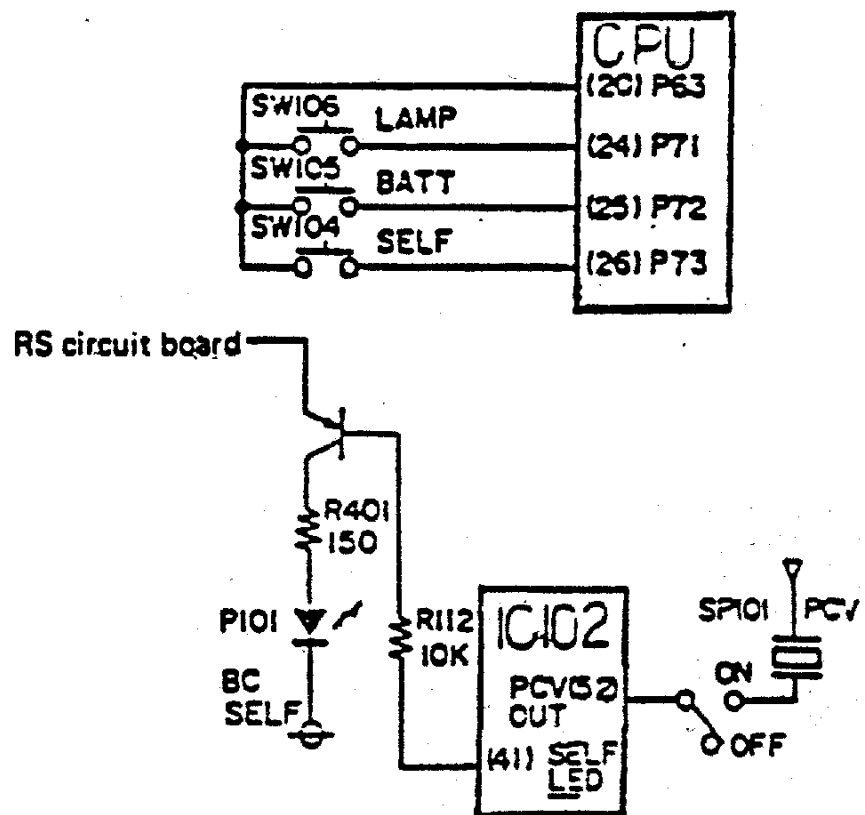 CPU
(20) P63
SW106
LAMP
(24) P71
SW105
BATT
(25) P72
SW104
SELF
(26) P73
RS circuit board
R401
150
P101
R112
10K
BC
SELF
IC102
PCV(52)
OUT
(41) SELF
LED
SP101
PCV
ON
OFF